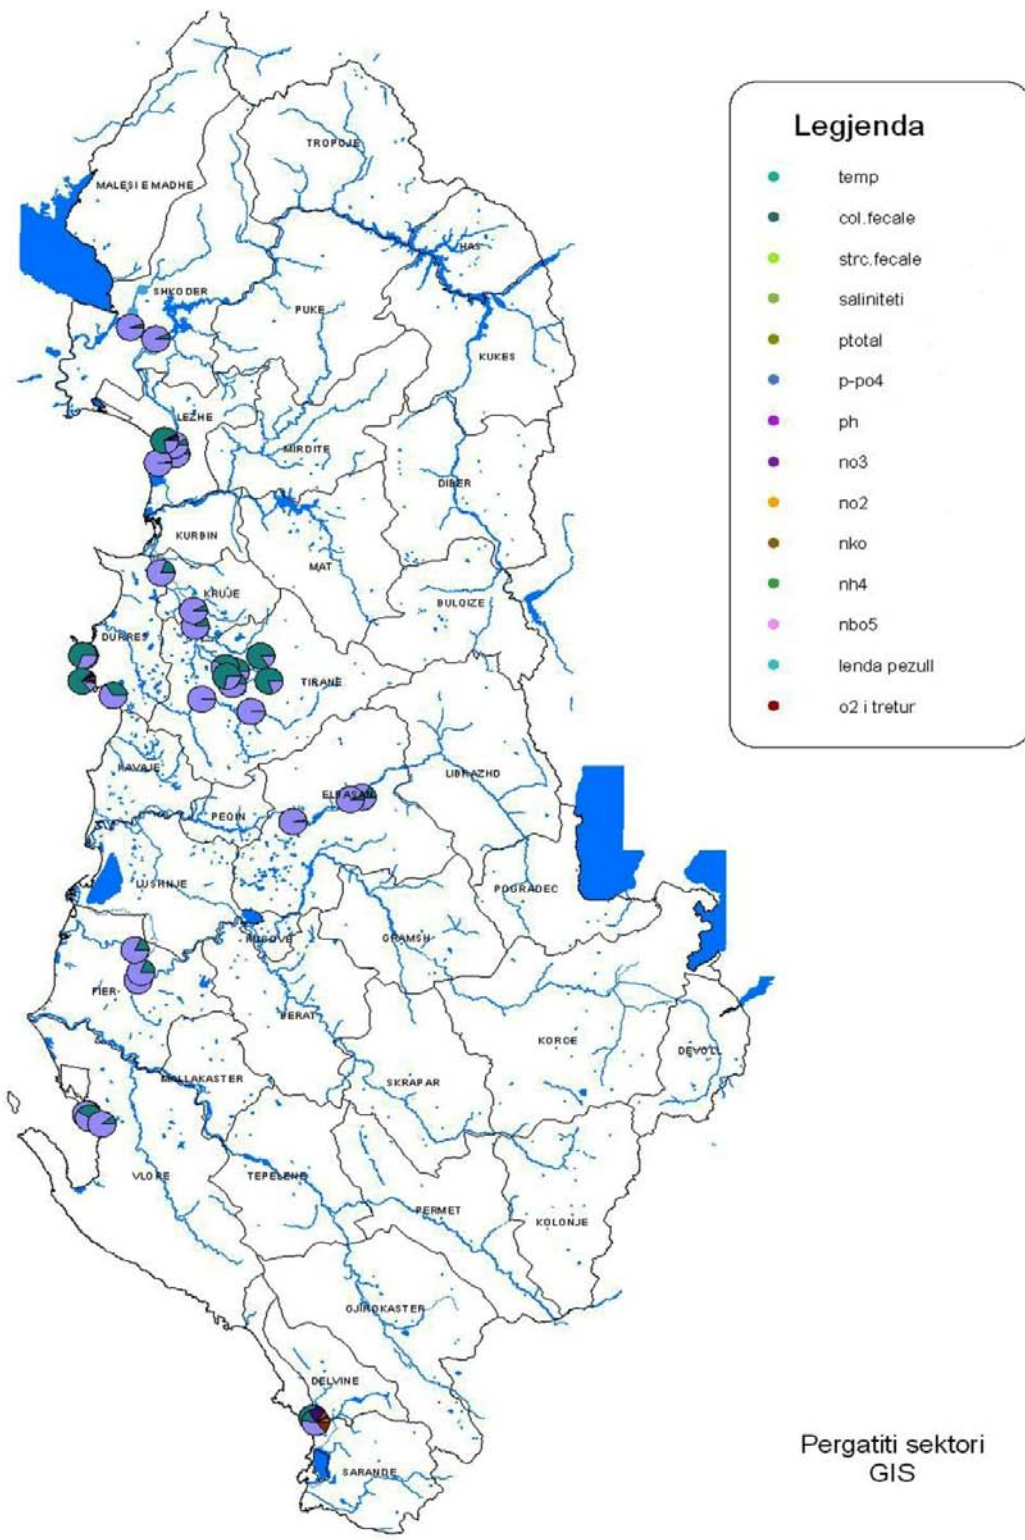 Legjenda
temp
col.fecale
strc.fecale
saliniteti
ptotal
p-po4
ph
no3
no2
nko
nh4
nbo5
lenda pezull
o2 i tretur
TROPOJE
MALESI E MADHE
HAS
SHKODER
PUKE
KUKES
LEZHE
MIRDITE
DIBER
KURBIN
MAT
KRUJE
BULQIZE
DURRES
TIRANE
KAVAJE
LIBRAZHD
ELBASAN
PEQIN
LUSHNJE
POGRADEC
KUCOVE
GRAMSH
FIER
BERAT
KORCE
DEVOLL
MALLAKASTER
SKRAPAR
VLORE
TEPELENE
PERMET
KOLONJE
GJIROKASTER
DELVINE
SARANDE
Pergatiti sektori
GIS